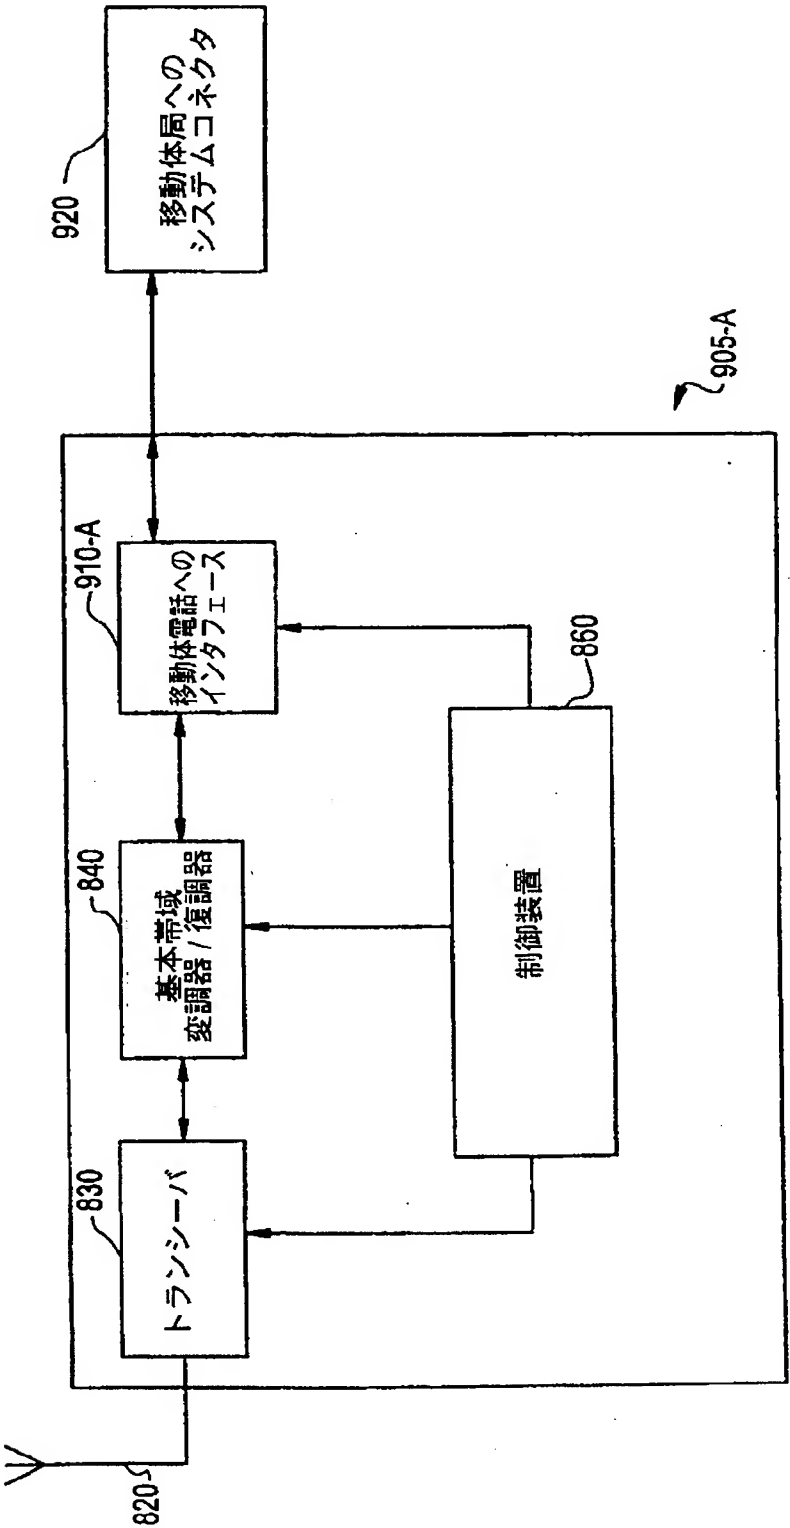 820
830
トランシーバ
840
基本帯域
変調器 / 復調器
910-A
移動体電話への
インタフェース
920
移動体局への
システムコネクタ
860
制御装置
905-A